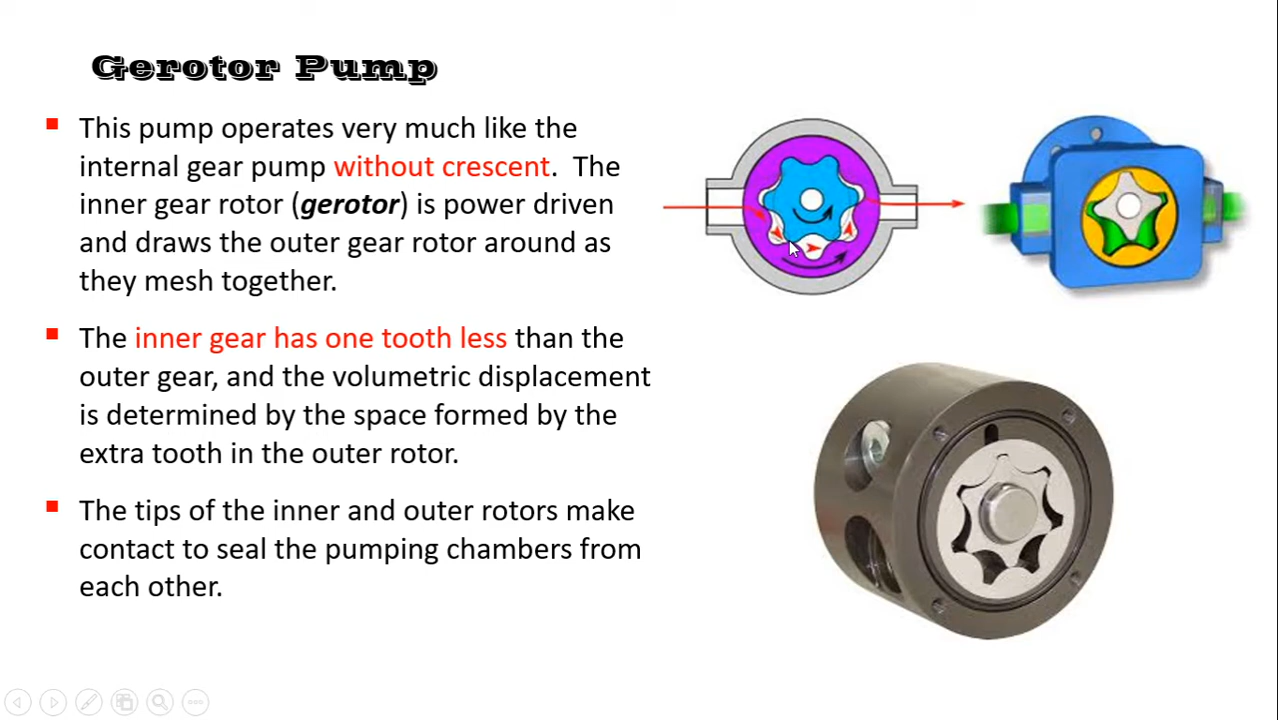 Gerotor Pump
This pump operates very much like the
internal gear pump without crescent. The
inner gear rotor (gerotor) is power driven
and draws the outer gear rotor around as
they mesh together.
The inner gear has one tooth less than the
outer gear, and the volumetric displacement
is determined by the space formed by the
extra tooth in the outer rotor.
The tips of the inner and outer rotors make
contact to seal the pumping chambers from
each other.